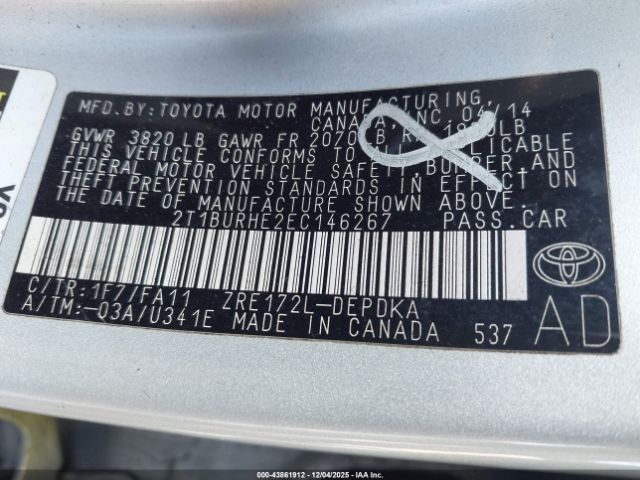 MFD.BY:TOYOTA MOTOR MANUFACTURING,
CANADA, INC. 04/14
GVWR 3820 LB GAWR FR 2070 LB RR LB
THIS VEHICLE CONFORMS TO ALL APPLICABLE
FEDERAL MOTOR VEHICLE SAFETY, BUMPER, AND
THEFT PREVENTION STANDARDS IN EFFECT ON
THE DATE OF MANUFACTURE SHOWN ABOVE.
2T1BURHE2EC146267 PASS.CAR
C/TR:1F7/FA11 ZRE172L-DEPDKA
A/TM:-03A/U341E MADE IN CANADA 537
AD
000-43861912 | 12/04/2025 | IAA Inc.